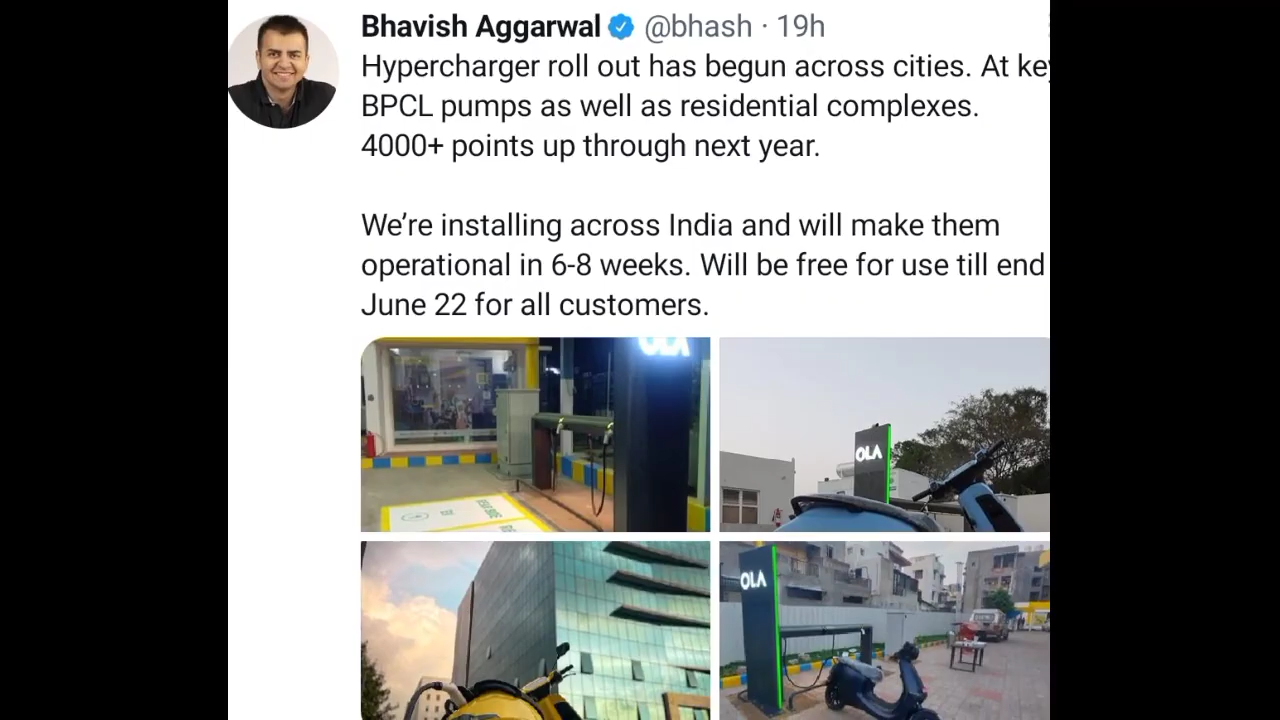 Bhavish Aggarwal @bhash · 19h
Hypercharger roll out has begun across cities. At key
BPCL pumps as well as residential complexes.
4000+ points up through next year.
We’re installing across India and will make them
operational in 6-8 weeks. Will be free for use till end
June 22 for all customers.
OLA
OLA
OLA